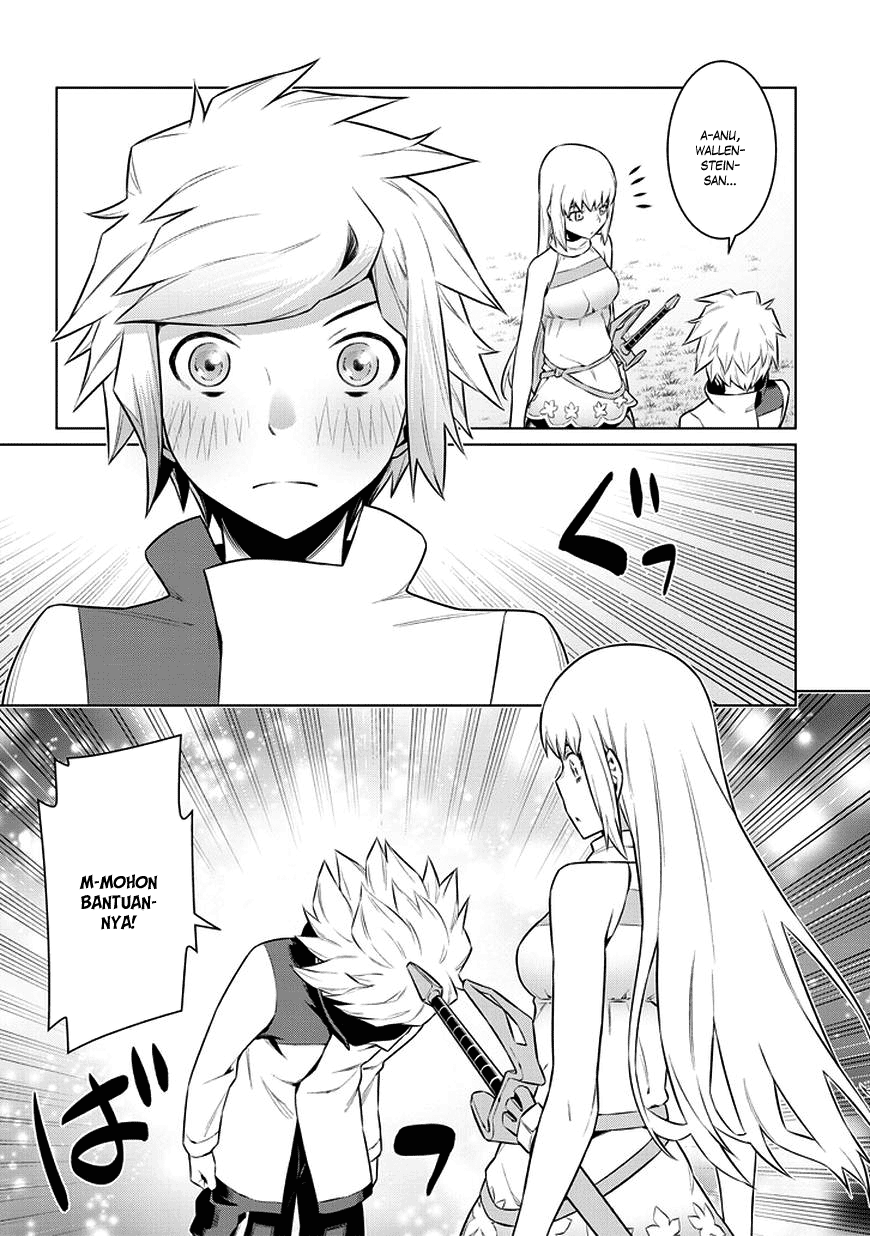 A-ANU,
WALLEN-
STEIN-
SAN...
ぐっ
M-MOHON
BANTUAN-
NYA!
ばっ